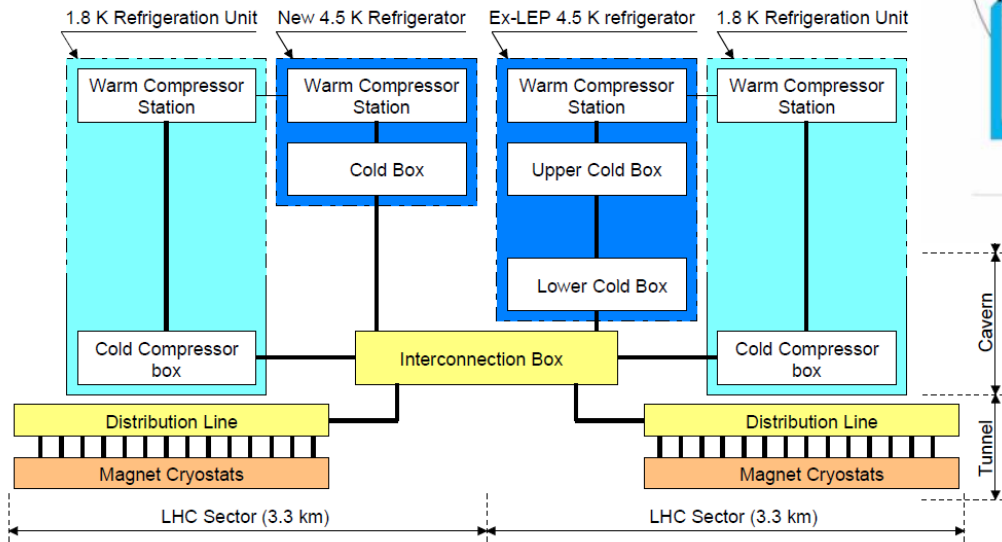 1.8 K Refrigeration Unit
New 4.5 K Refrigerator
Ex-LEP 4.5 K refrigerator
1.8 K Refrigeration Unit
Warm Compressor
Station
Warm Compressor
Station
Warm Compressor
Station
Warm Compressor
Station
Cold Box
Upper Cold Box
Lower Cold Box
Cold Compressor
box
Interconnection Box
Cold Compressor
box
Cavern
Distribution Line
Distribution Line
Magnet Cryostats
Magnet Cryostats
Tunnel
LHC Sector (3.3 km)
LHC Sector (3.3 km)